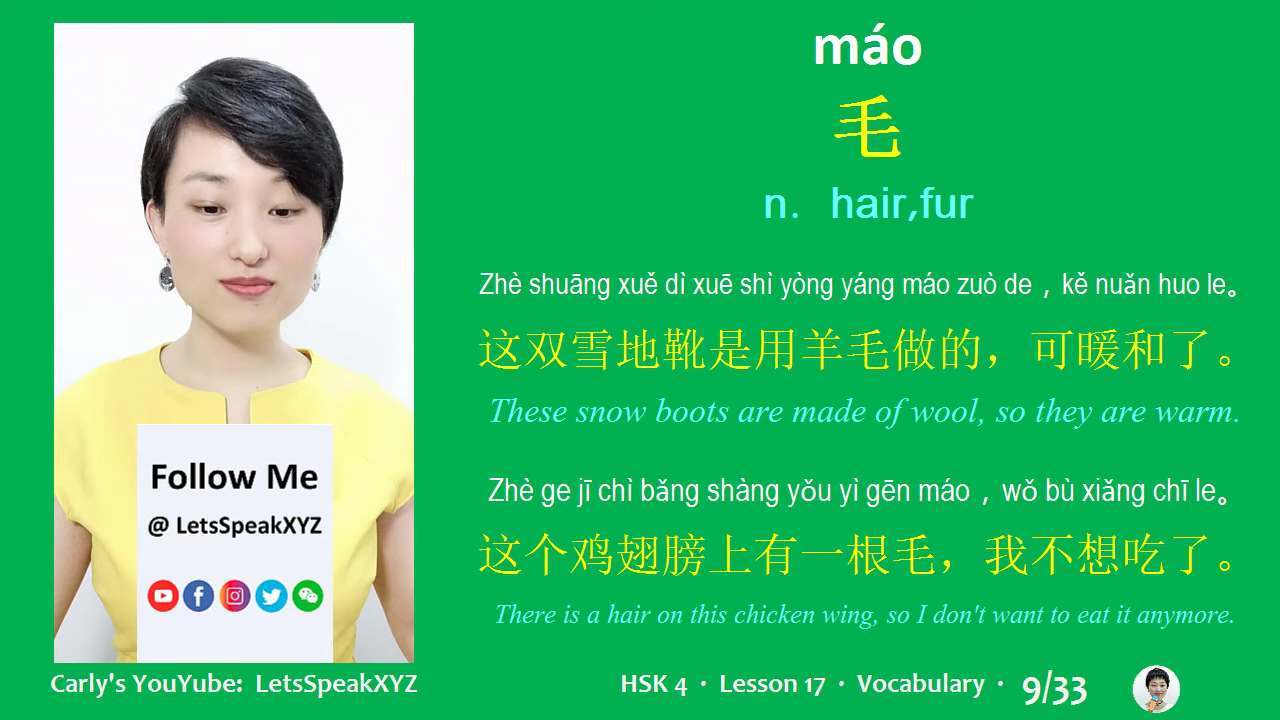 máo
毛
n. hair,fur
Zhè shuāng xuě dì xuē shì yòng yáng máo zuò de，kě nuǎn huo le。
这双雪地靴是用羊毛做的，可暖和了。
These snow boots are made of wool, so they are warm.
Zhè ge jī chì bǎng shàng yǒu yì gēn máo，wǒ bù xiǎng chī le。
这个鸡翅膀上有一根毛，我不想吃了。
There is a hair on this chicken wing, so I don't want to eat it anymore.
Follow Me
@ LetsSpeakXYZ
Carly's YouYube: LetsSpeakXYZ
HSK 4 · Lesson 17 · Vocabulary · 9/33